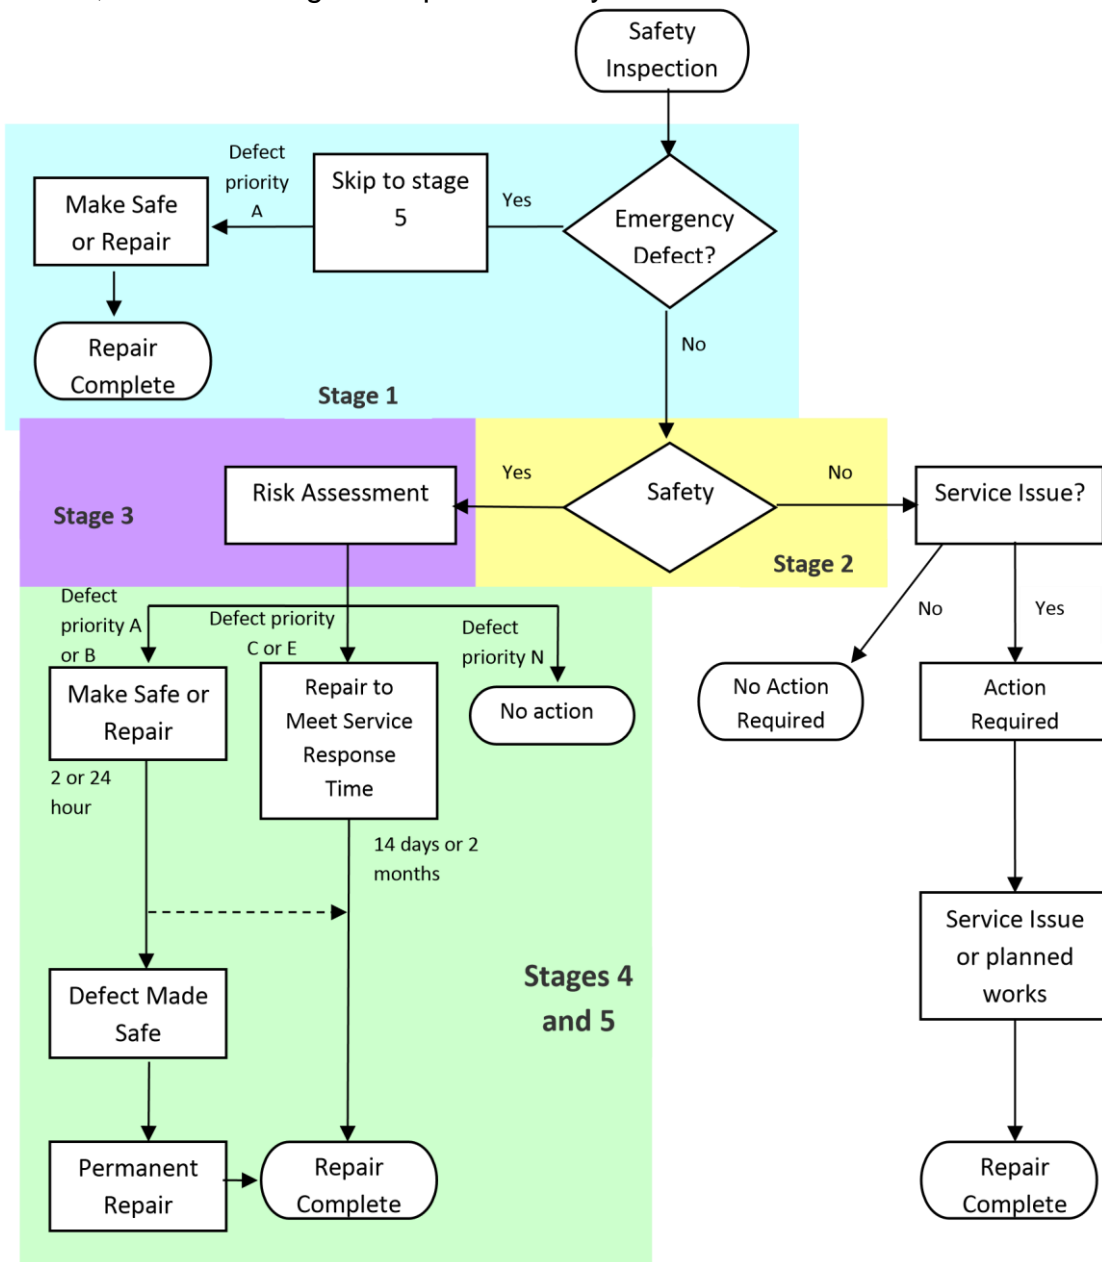 Safety
Inspection
Defect
priority
A
Skip to stage
5
Yes
Make Safe
or Repair
Emergency
Defect?
Repair
Complete
No
Stage 1
Yes
No
Risk Assessment
Safety
Service Issue?
Stage 3
Stage 2
Defect
priority A
or B
Defect priority
C or E
Defect
priority N
No
Yes
Make Safe or
Repair
Repair to
Meet Service
Response
Time
No action
No Action
Required
Action
Required
2 or 24
hour
14 days or 2
months
Service Issue
or planned
works
Stages 4
and 5
Defect Made
Safe
Permanent
Repair
Repair
Complete
Repair
Complete